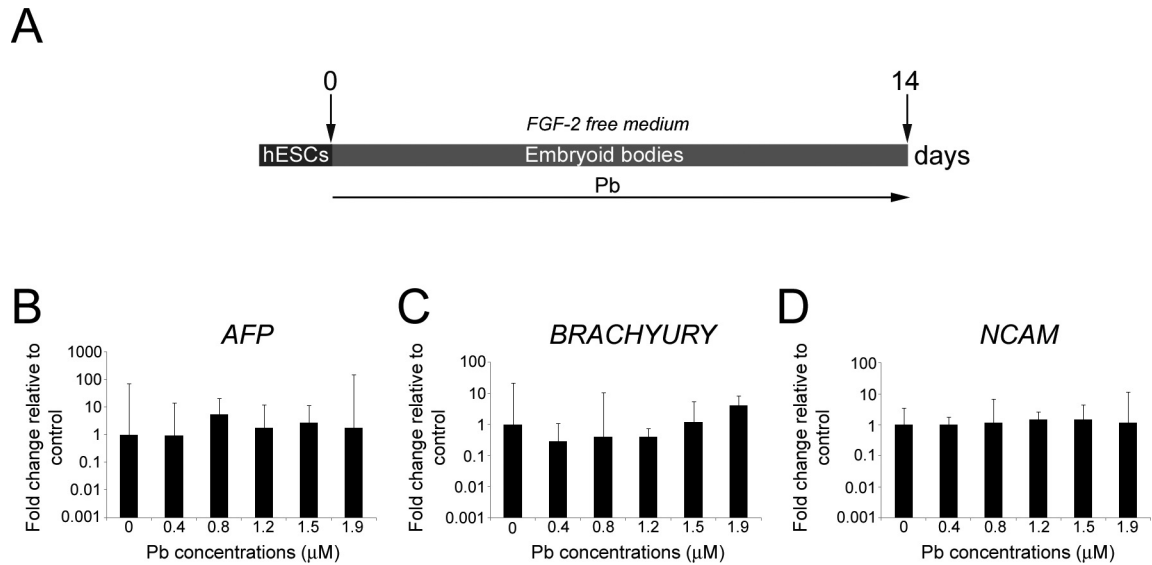 A
0
14
FGF-2 free medium
hESCs
Embryoid bodies
days
Pb
B
AFP
Fold change relative to
control
1000
100
10
1
0.1
0.01
0.001
0 0.4 0.8 1.2 1.5 1.9
Pb concentrations (μM)
C
BRACHYURY
Fold change relative to
control
100
10
1
0.1
0.01
0.001
0 0.4 0.8 1.2 1.5 1.9
Pb concentrations (μM)
D
NCAM
Fold change relative to
control
100
10
1
0.1
0.01
0.001
0 0.4 0.8 1.2 1.5 1.9
Pb concentrations (μM)